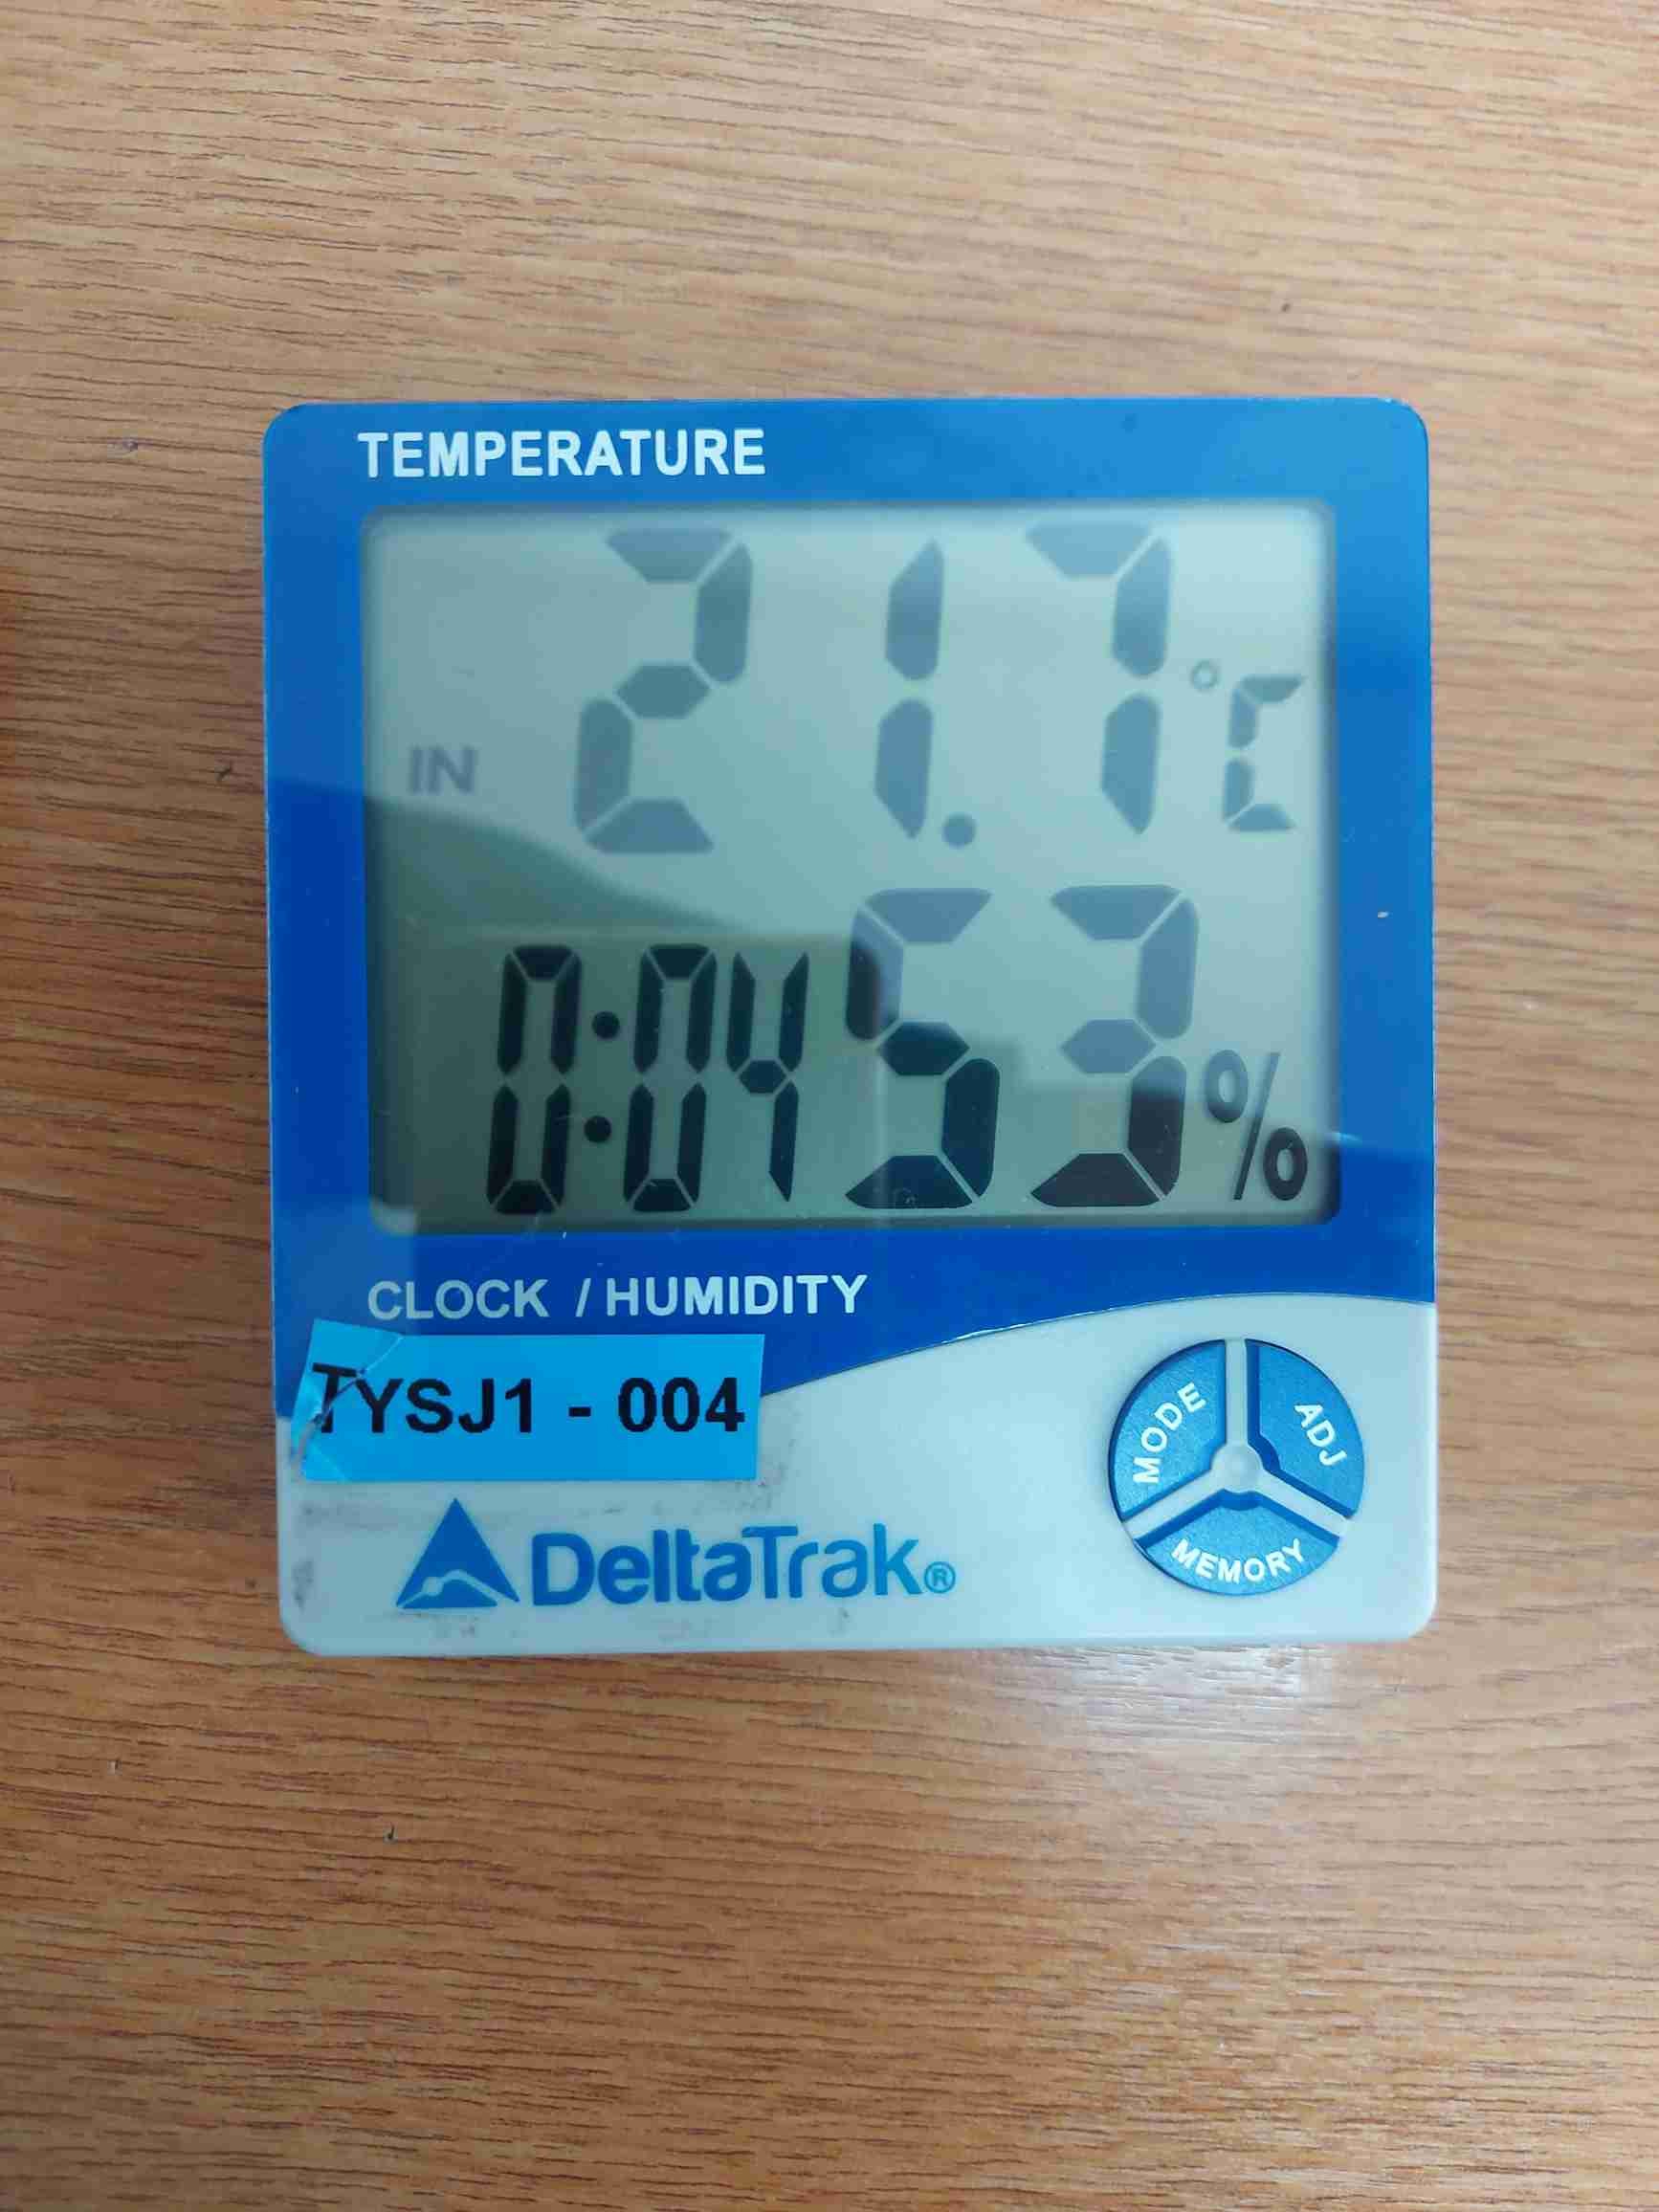 TEMPERATURE
21.7 °C
IN
0:04 53 %
CLOCK / HUMIDITY
TYSJ1 - 004
MODE
ADJ
MEMORY
DeltaTrak®